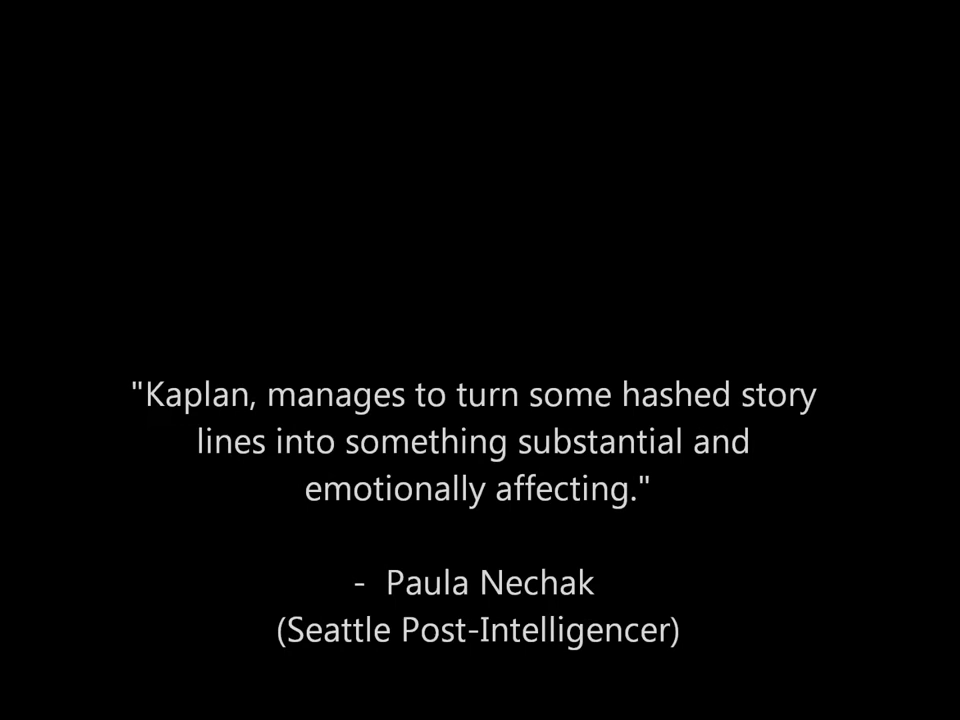 "Kaplan, manages to turn some hashed story
lines into something substantial and
emotionally affecting."
- Paula Nechak
(Seattle Post-Intelligencer)